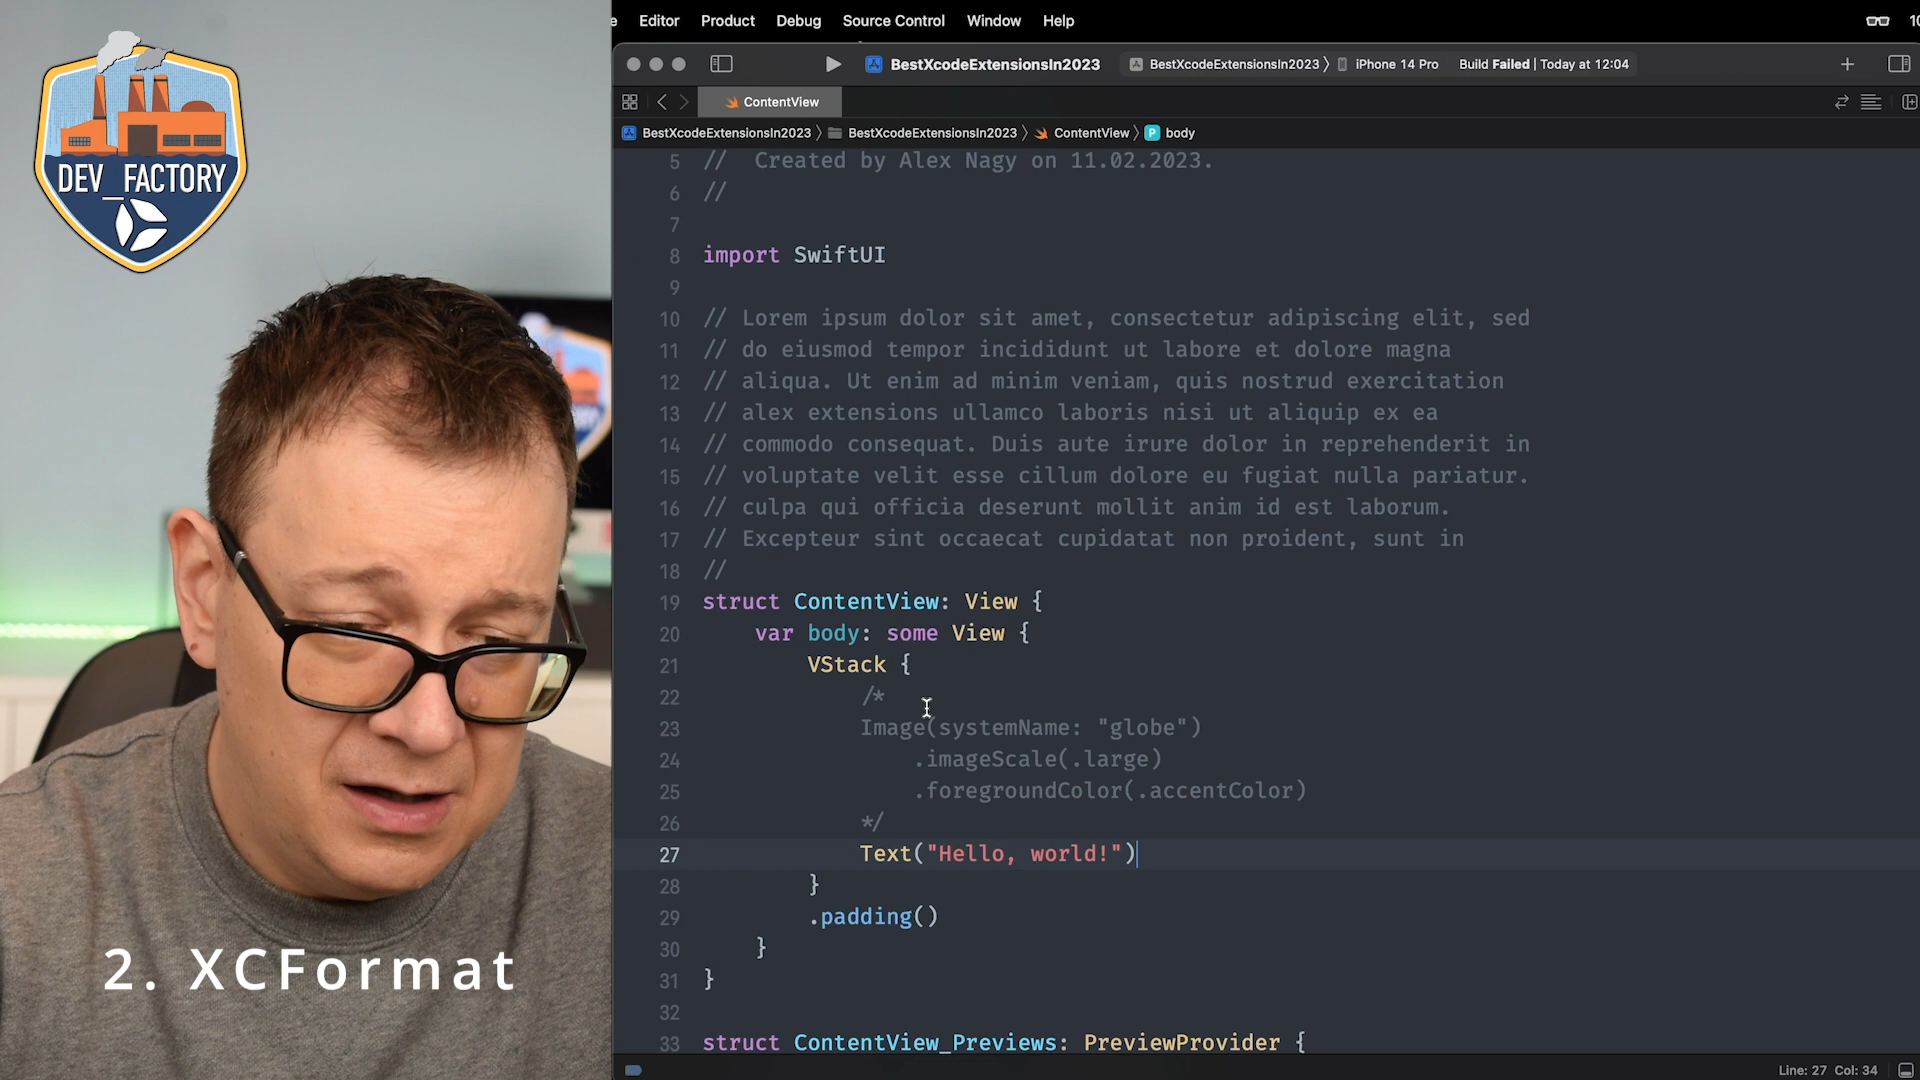 DEV_FACTORY
2. XCFormat
Editor Product Debug Source Control Window Help
BestXcodeExtensionsIn2023
BestXcodeExtensionsIn2023 〉 iPhone 14 Pro
Build Failed | Today at 12:04
ContentView
BestXcodeExtensionsIn2023 〉 BestXcodeExtensionsIn2023 〉 ContentView 〉 P body
5 //  Created by Alex Nagy on 11.02.2023.
6 //
7
8 import SwiftUI
9
10 // Lorem ipsum dolor sit amet, consectetur adipiscing elit, sed
11 // do eiusmod tempor incididunt ut labore et dolore magna
12 // aliqua. Ut enim ad minim veniam, quis nostrud exercitation
13 // alex extensions ullamco laboris nisi ut aliquip ex ea
14 // commodo consequat. Duis aute irure dolor in reprehenderit in
15 // voluptate velit esse cillum dolore eu fugiat nulla pariatur.
16 // culpa qui officia deserunt mollit anim id est laborum.
17 // Excepteur sint occaecat cupidatat non proident, sunt in
18 //
19 struct ContentView: View {
20     var body: some View {
21         VStack {
22             /*
23             Image(systemName: "globe")
24                 .imageScale(.large)
25                 .foregroundColor(.accentColor)
26             */
27             Text("Hello, world!")
28         }
29         .padding()
30     }
31 }
32
33 struct ContentView_Previews: PreviewProvider {
Line: 27 Col: 34